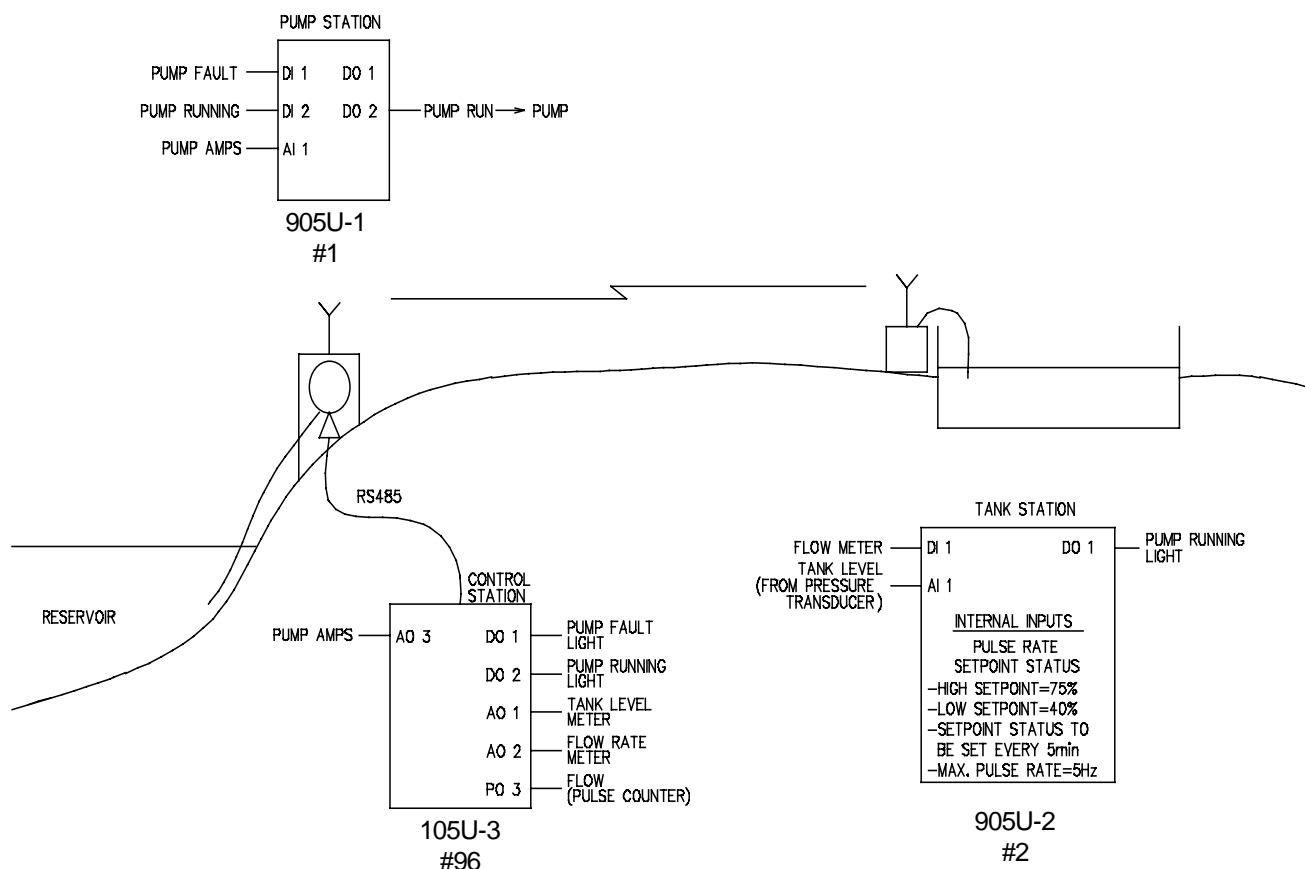 PUMP STATION
PUMP FAULT DI 1 DO 1
PUMP RUNNING DI 2 DO 2 PUMP RUN PUMP
PUMP AMPS AI 1
905U-1
#1
RS485
RESERVOIR
CONTROL
STATION
PUMP AMPS AO 3 DO 1 PUMP FAULT
LIGHT
DO 2 PUMP RUNNING
LIGHT
AO 1 TANK LEVEL
METER
AO 2 FLOW RATE
METER
PO 3 FLOW
(PULSE COUNTER)
105U-3
#96
TANK STATION
FLOW METER DI 1 DO 1 PUMP RUNNING
LIGHT
TANK LEVEL
(FROM PRESSURE AI 1
TRANSDUCER)
INTERNAL INPUTS
PULSE RATE
SETPOINT STATUS
-HIGH SETPOINT=75%
-LOW SETPOINT=40%
-SETPOINT STATUS TO
BE SET EVERY 5min
-MAX. PULSE RATE=5Hz
905U-2
#2